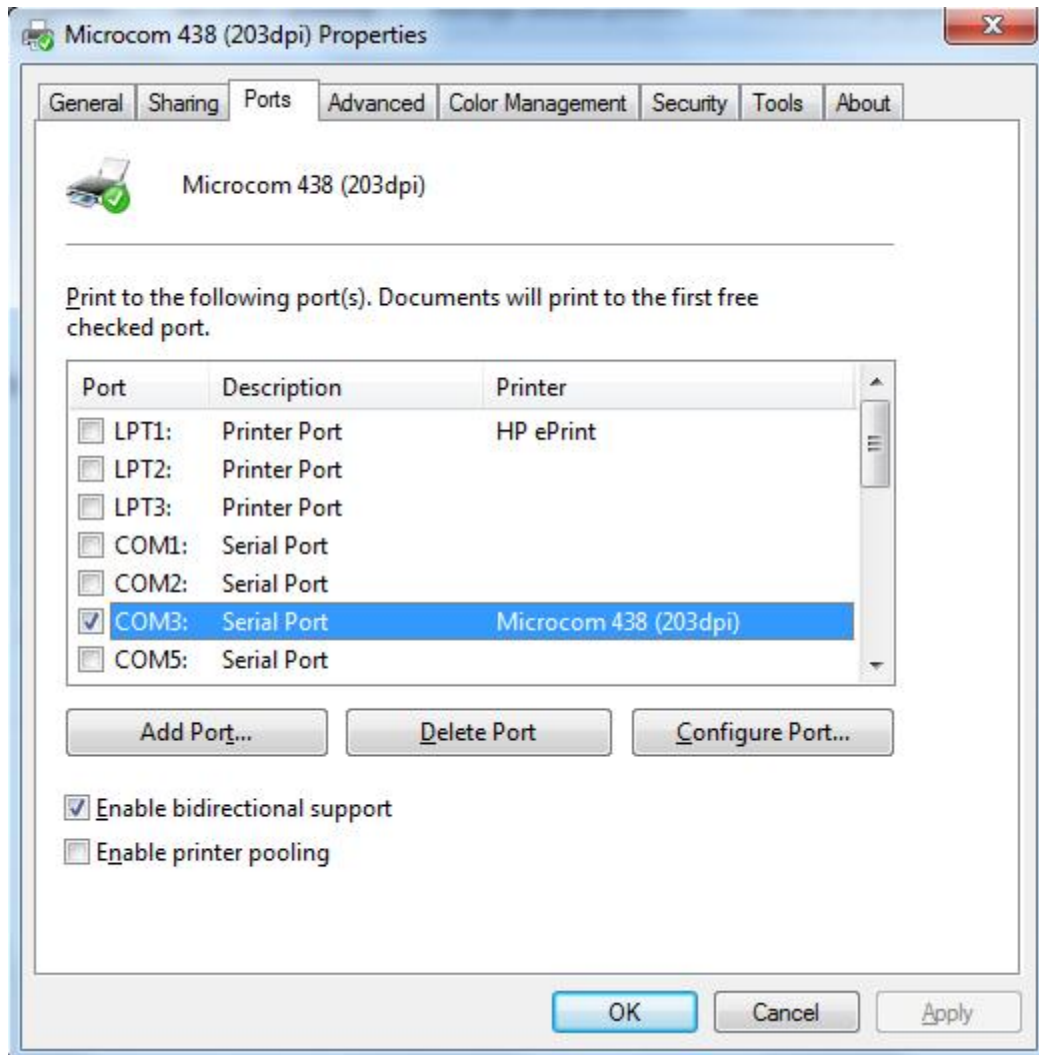 Microcom 438 (203dpi) Properties
General Sharing Ports Advanced Color Management Security Tools About
Microcom 438 (203dpi)
Print to the following port(s). Documents will print to the first free
checked port.
Port Description Printer
LPT1: Printer Port HP ePrint
LPT2: Printer Port
LPT3: Printer Port
COM1: Serial Port
COM2: Serial Port
COM3: Serial Port Microcom 438 (203dpi)
COM5: Serial Port
Add Port... Delete Port Configure Port...
Enable bidirectional support
Enable printer pooling
OK Cancel Apply